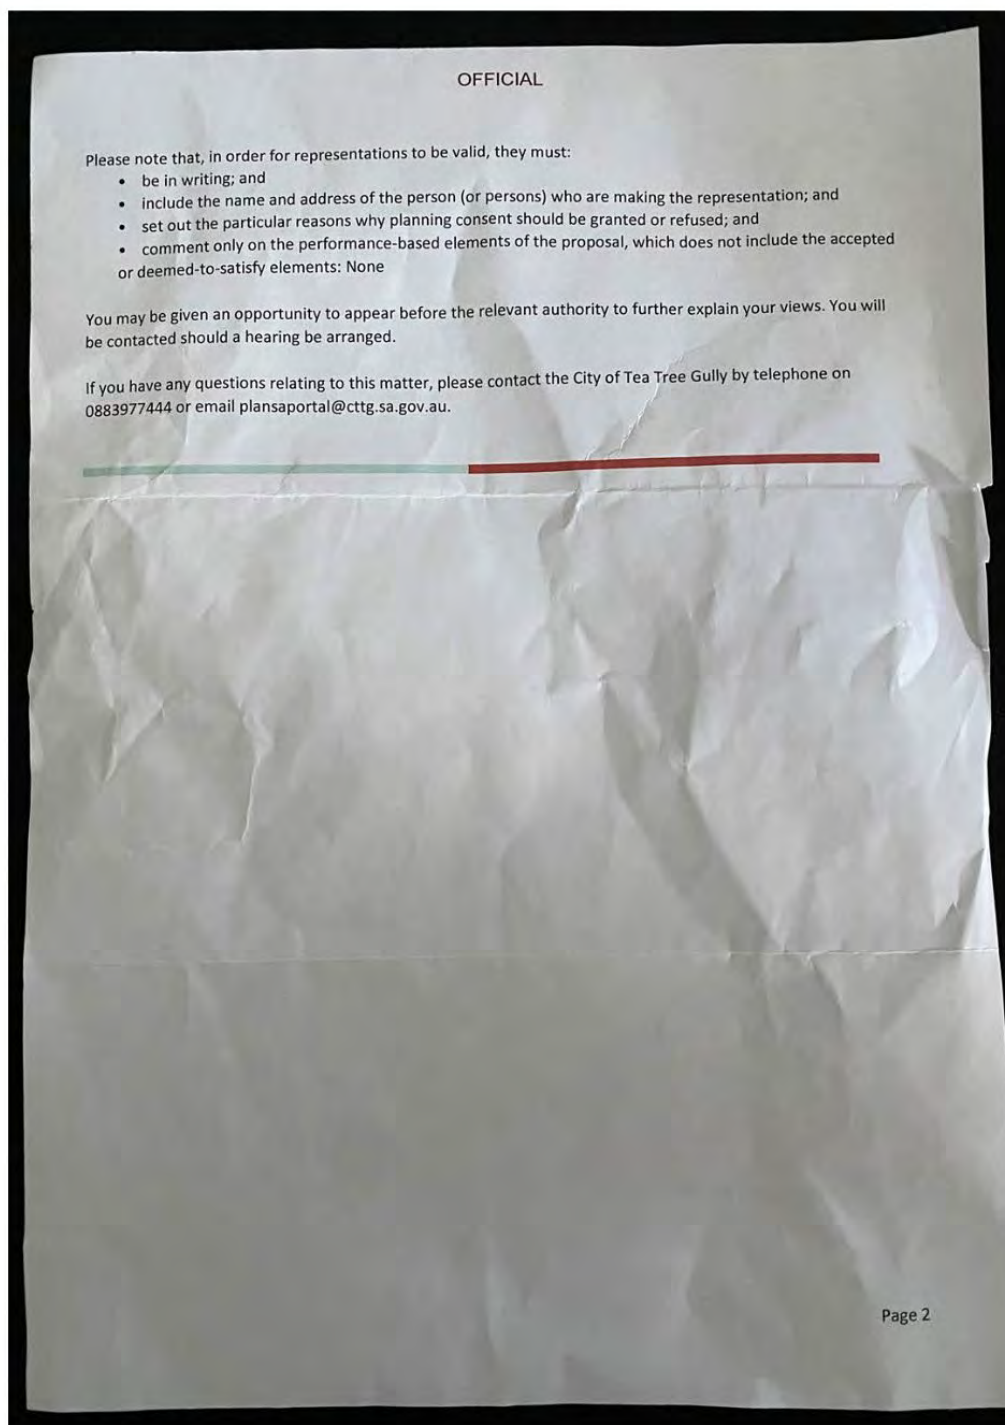 OFFICIAL
Please note that, in order for representations to be valid, they must:
• be in writing; and
• include the name and address of the person (or persons) who are making the representation; and
• set out the particular reasons why planning consent should be granted or refused; and
• comment only on the performance-based elements of the proposal, which does not include the accepted
or deemed-to-satisfy elements: None
You may be given an opportunity to appear before the relevant authority to further explain your views. You will
be contacted should a hearing be arranged.
If you have any questions relating to this matter, please contact the City of Tea Tree Gully by telephone on
0883977444 or email plansaportal@cttg.sa.gov.au.
Page 2